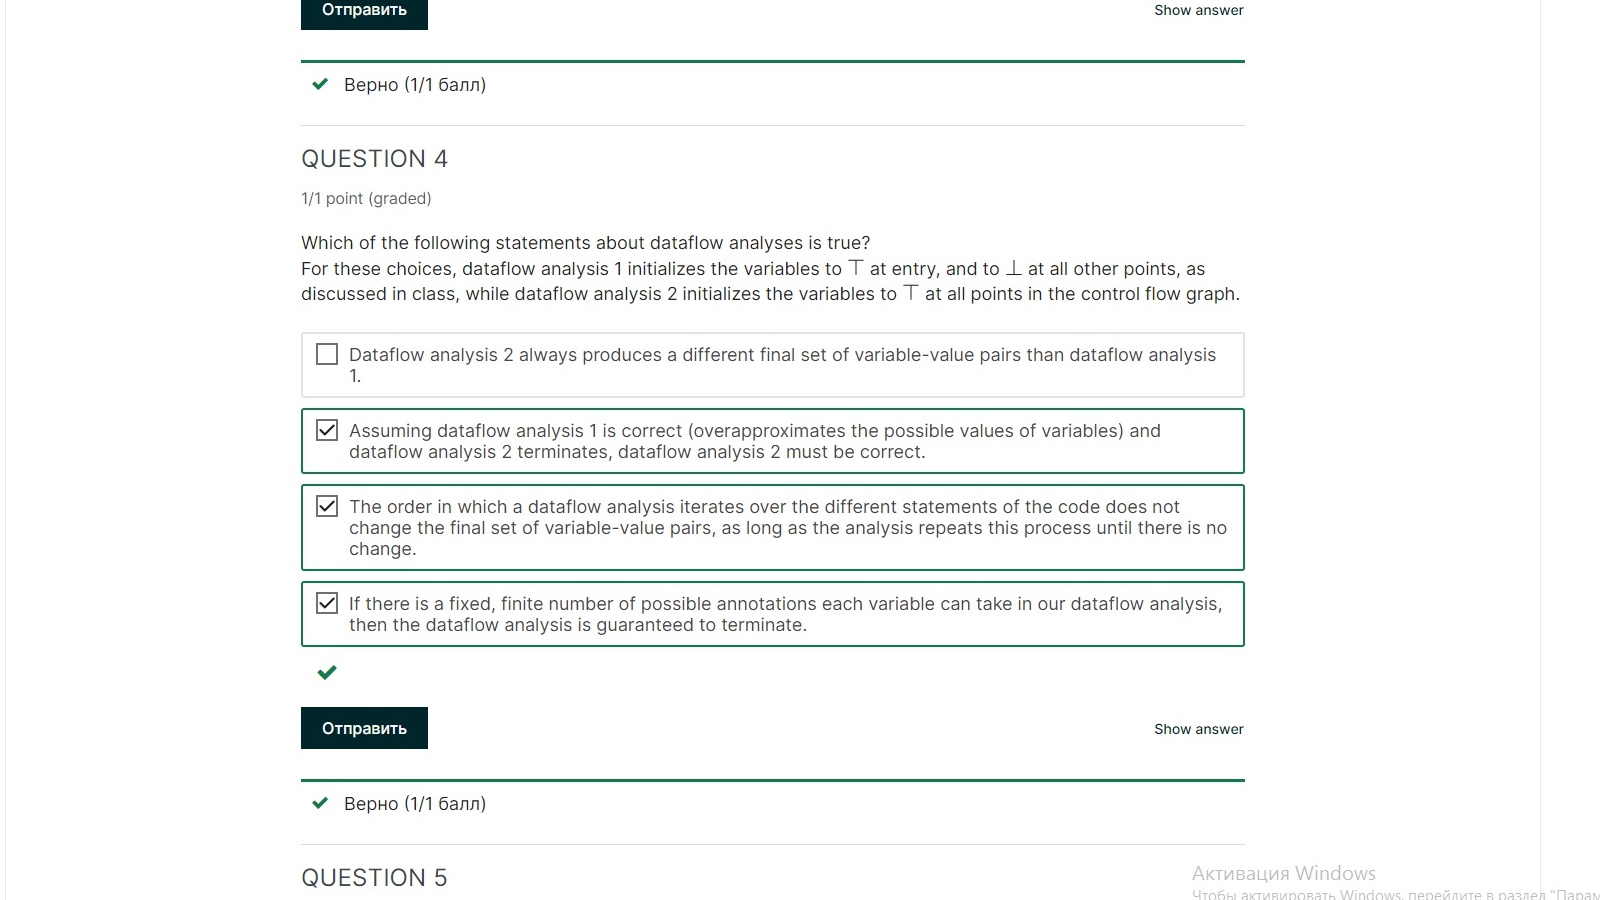 Отправить
Show answer
Верно (1/1 балл)
QUESTION 4
1/1 point (graded)
Which of the following statements about dataflow analyses is true?
For these choices, dataflow analysis 1 initializes the variables to ⊤ at entry, and to ⊥ at all other points, as
discussed in class, while dataflow analysis 2 initializes the variables to ⊤ at all points in the control flow graph.
Dataflow analysis 2 always produces a different final set of variable-value pairs than dataflow analysis
1.
Assuming dataflow analysis 1 is correct (overapproximates the possible values of variables) and
dataflow analysis 2 terminates, dataflow analysis 2 must be correct.
The order in which a dataflow analysis iterates over the different statements of the code does not
change the final set of variable-value pairs, as long as the analysis repeats this process until there is no
change.
If there is a fixed, finite number of possible annotations each variable can take in our dataflow analysis,
then the dataflow analysis is guaranteed to terminate.
Отправить
Show answer
Верно (1/1 балл)
QUESTION 5
Активация Windows
Чтобы активировать Windows, перейдите в раздел "Парам